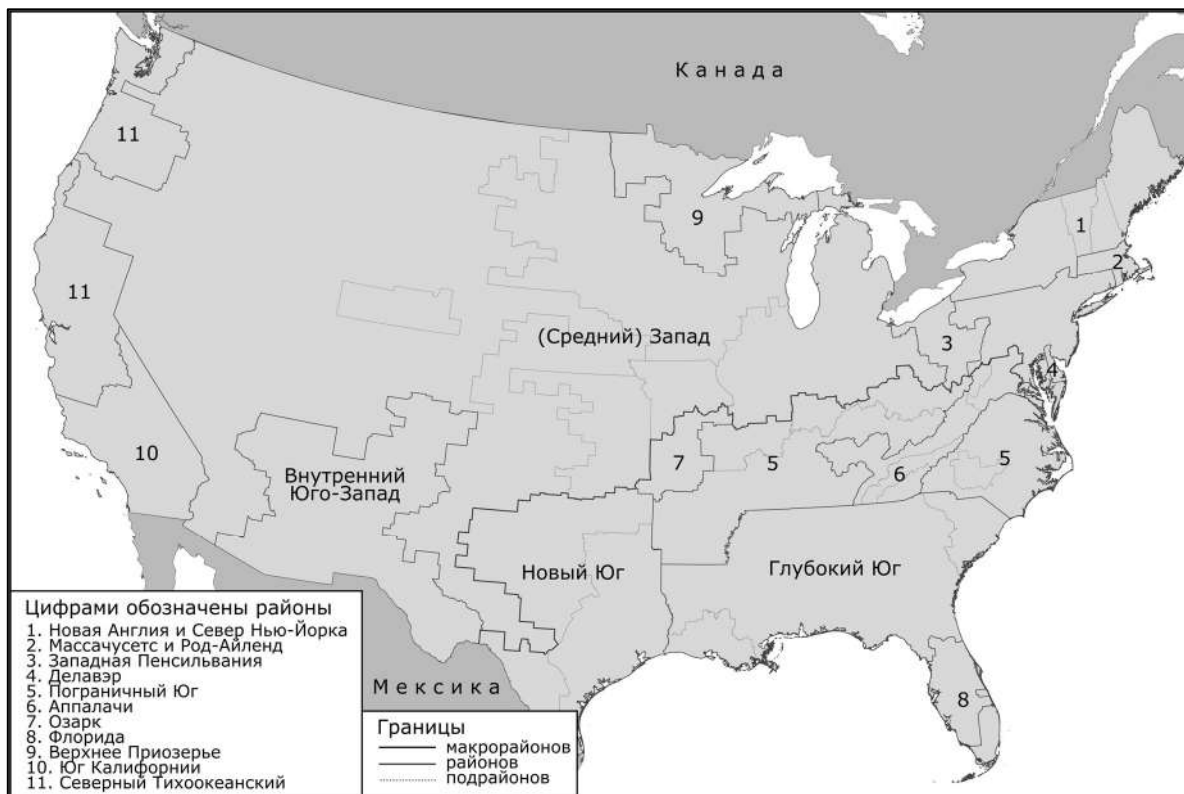 Канада
11
9
1
2
11
(Средний) Запад
3
4
10
Внутренний
Юго-Запад
7
5
6
5
Новый Юг
Глубокий Юг
8
Мексика
Цифрами обозначены районы
1. Новая Англия и Север Нью-Йорка
2. Массачусетс и Род-Айленд
3. Западная Пенсильвания
4. Делавэр
5. Пограничный Юг
6. Аппалачи
7. Озарк
8. Флорида
9. Верхнее Приозерье
10. Юг Калифорнии
11. Северный Тихоокеанский
Границы
макрорайонов
районов
подрайонов